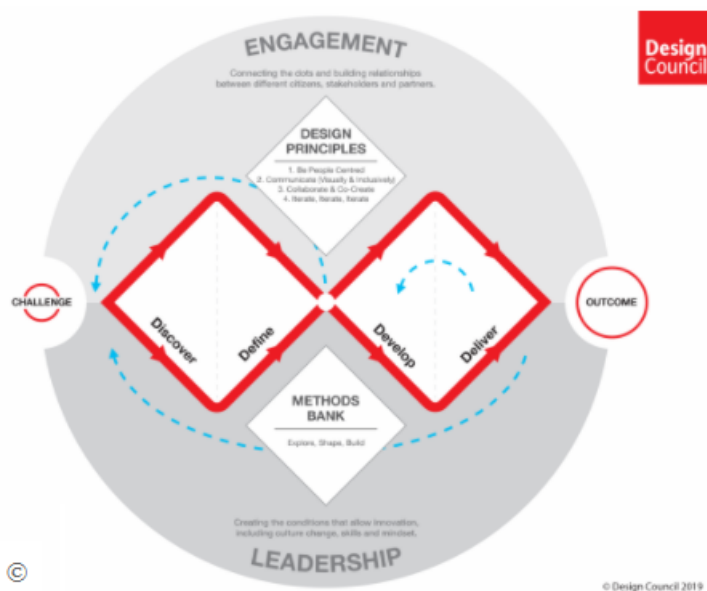 ENGAGEMENT
Design
Council
Connecting the dots and building relationships
between different citizens, stakeholders and partners.
DESIGN
PRINCIPLES
1. Be People Centred
2. Communicate (Visually & Inclusively)
3. Collaborate & Co-Create
4. Iterate, Iterate, Iterate
CHALLENGE
OUTCOME
Discover
Define
Develop
Deliver
METHODS
BANK
Explore, Shape, Build
Creating the conditions that allow innovation,
including culture change, skills and mindset.
LEADERSHIP
©
© Design Council 2019